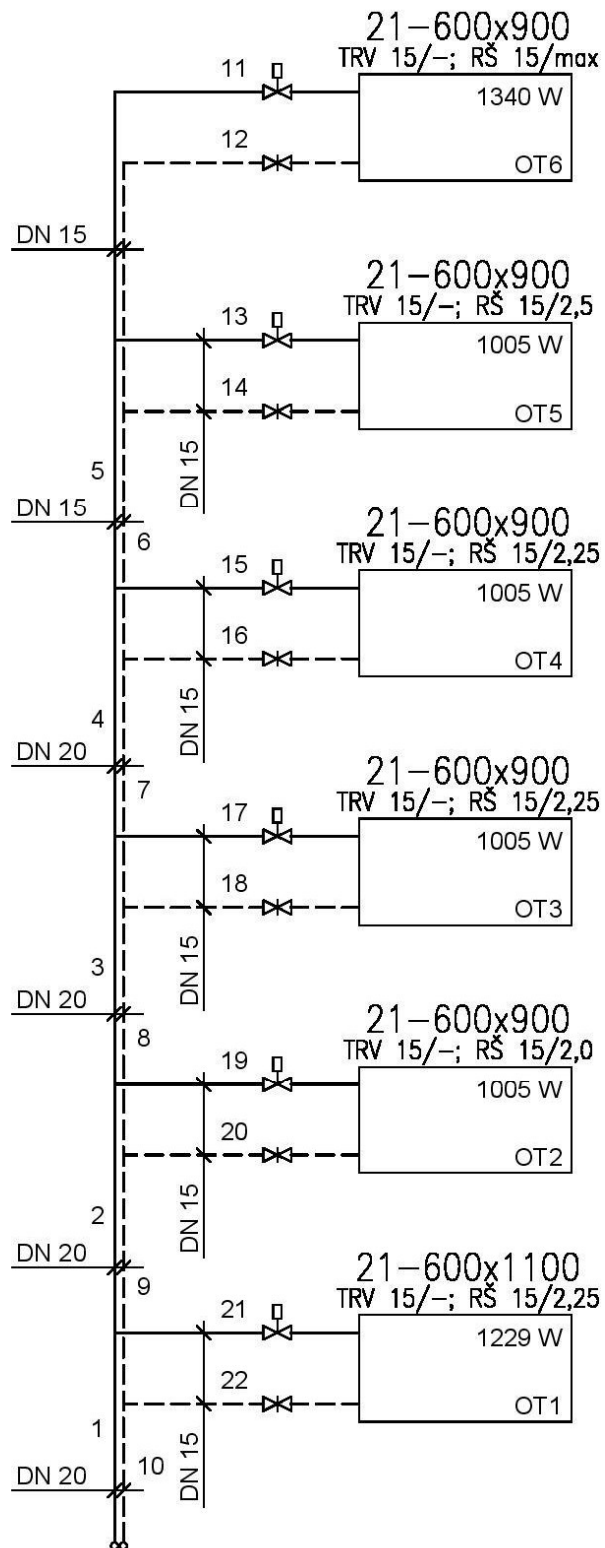 21-600x900
TRV 15/-; RŠ 15/max
11
1340 W
12
OT6
DN 15
21-600x900
TRV 15/-; RŠ 15/2,5
13
1005 W
14
OT5
DN 15
5
DN 15
6
21-600x900
TRV 15/-; RŠ 15/2,25
15
1005 W
16
OT4
DN 15
4
DN 20
7
21-600x900
TRV 15/-; RŠ 15/2,25
17
1005 W
18
OT3
DN 15
3
DN 20
8
21-600x900
TRV 15/-; RŠ 15/2,0
19
1005 W
20
OT2
DN 15
2
DN 20
9
21-600x1100
TRV 15/-; RŠ 15/2,25
21
1229 W
22
OT1
DN 15
1
10
DN 20